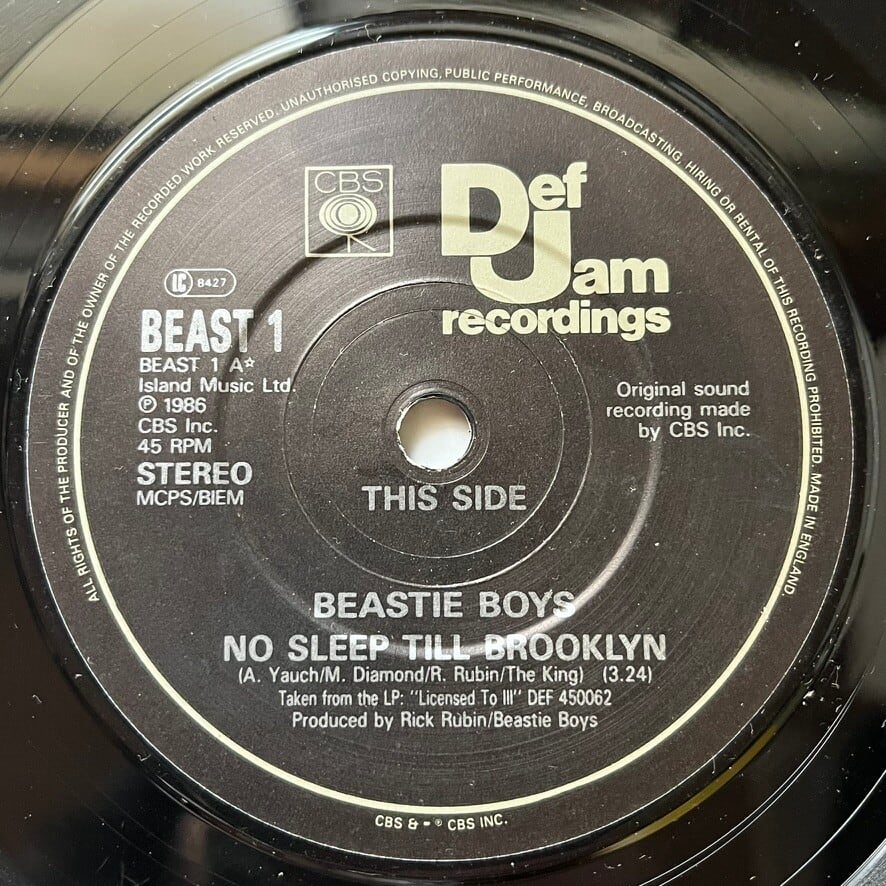 ALL RIGHTS OF THE PRODUCER AND OF THE OWNER OF THE RECORDED WORK RESERVED. UNAUTHORISED COPYING, PUBLIC PERFORMANCE, BROADCASTING, HIRING OR RENTAL OF THIS RECORDING PROHIBITED. MADE IN ENGLAND
CBS
Def
Jam
recordings
LC 8427
BEAST 1
BEAST 1 A☆
Island Music Ltd.
℗ 1986
CBS Inc.
45 RPM
STEREO
MCPS/BIEM
Original sound
recording made
by CBS Inc.
THIS SIDE
BEASTIE BOYS
NO SLEEP TILL BROOKLYN
(A. Yauch/M. Diamond/R. Rubin/The King) (3.24)
Taken from the LP: "Licensed To Ill" DEF 450062
Produced by Rick Rubin/Beastie Boys
CBS & - ® CBS INC.